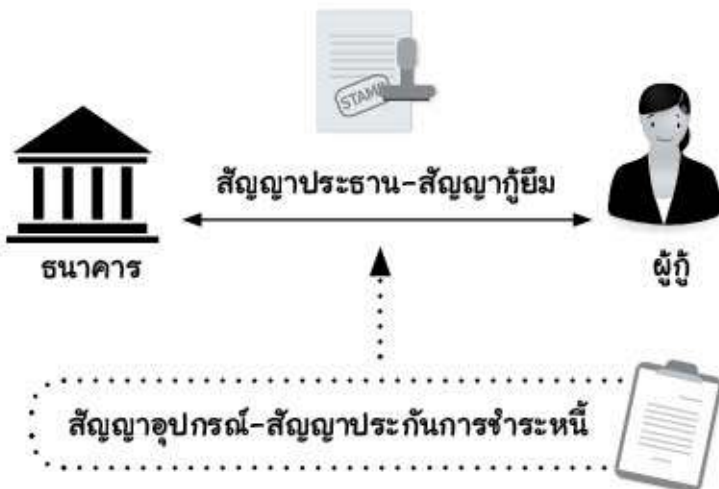 STAMP
สัญญาประธาน-สัญญากู้ยืม
ธนาคาร
ผู้กู้
สัญญาอุปกรณ์-สัญญาประกันการชำระหนี้